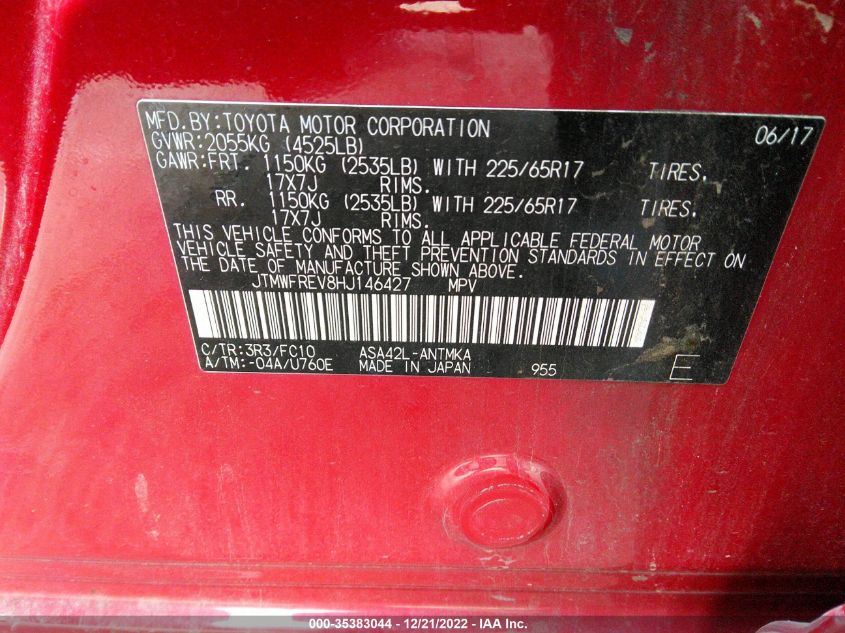 MFD. BY: TOYOTA MOTOR CORPORATION 06/17
GVWR: 2055KG (4525LB)
GAWR: FRT. 1150KG (2535LB) WITH 225/65R17 TIRES,
17X7J RIMS.
RR. 1150KG (2535LB) WITH 225/65R17 TIRES,
17X7J RIMS.
THIS VEHICLE CONFORMS TO ALL APPLICABLE FEDERAL MOTOR
VEHICLE SAFETY AND THEFT PREVENTION STANDARDS IN EFFECT ON
THE DATE OF MANUFACTURE SHOWN ABOVE.
JTMWFREV8HJ146427 MPV
C/TR: 3R3/FC10 ASA42L-ANTMKA
A/TM: -04A/U760E MADE IN JAPAN 955 E
000-35383044 - 12/21/2022 - IAA Inc.